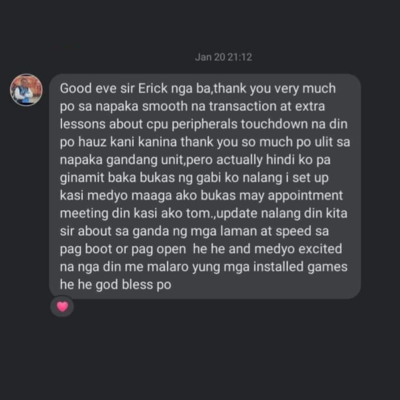 Jan 20 21:12
Good eve sir Erick nga ba,thank you very much
po sa napaka smooth na transaction at extra
lessons about cpu peripherals touchdown na din
po hauz kani kanina thank you so much po ulit sa
napaka gandang unit,pero actually hindi ko pa
ginamit baka bukas ng gabi ko nalang i set up
kasi medyo maaga ako bukas may appointment
meeting din kasi ako tom.,update nalang din kita
sir about sa ganda ng mga laman at speed sa
pag boot or pag open  he he and medyo excited
na nga din me malaro yung mga installed games
he he god bless po